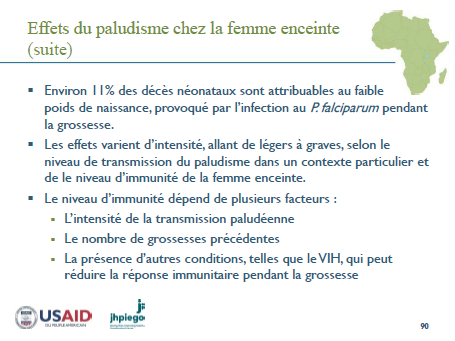 Effets du paludisme chez la femme enceinte
(suite)
▪ Environ 11% des décès néonataux sont attribuables au faible
poids de naissance, provoqué par l'infection au P. falciparum pendant
la grossesse.
▪ Les effets varient d'intensité, allant de légers à graves, selon le
niveau de transmission du paludisme dans un contexte particulier et
de le niveau d'immunité de la femme enceinte.
▪ Le niveau d'immunité dépend de plusieurs facteurs :
▪ L'intensité de la transmission paludéenne
▪ Le nombre de grossesses précédentes
▪ La présence d'autres conditions, telles que le VIH, qui peut
réduire la réponse immunitaire pendant la grossesse
USAID
jhpiego
90